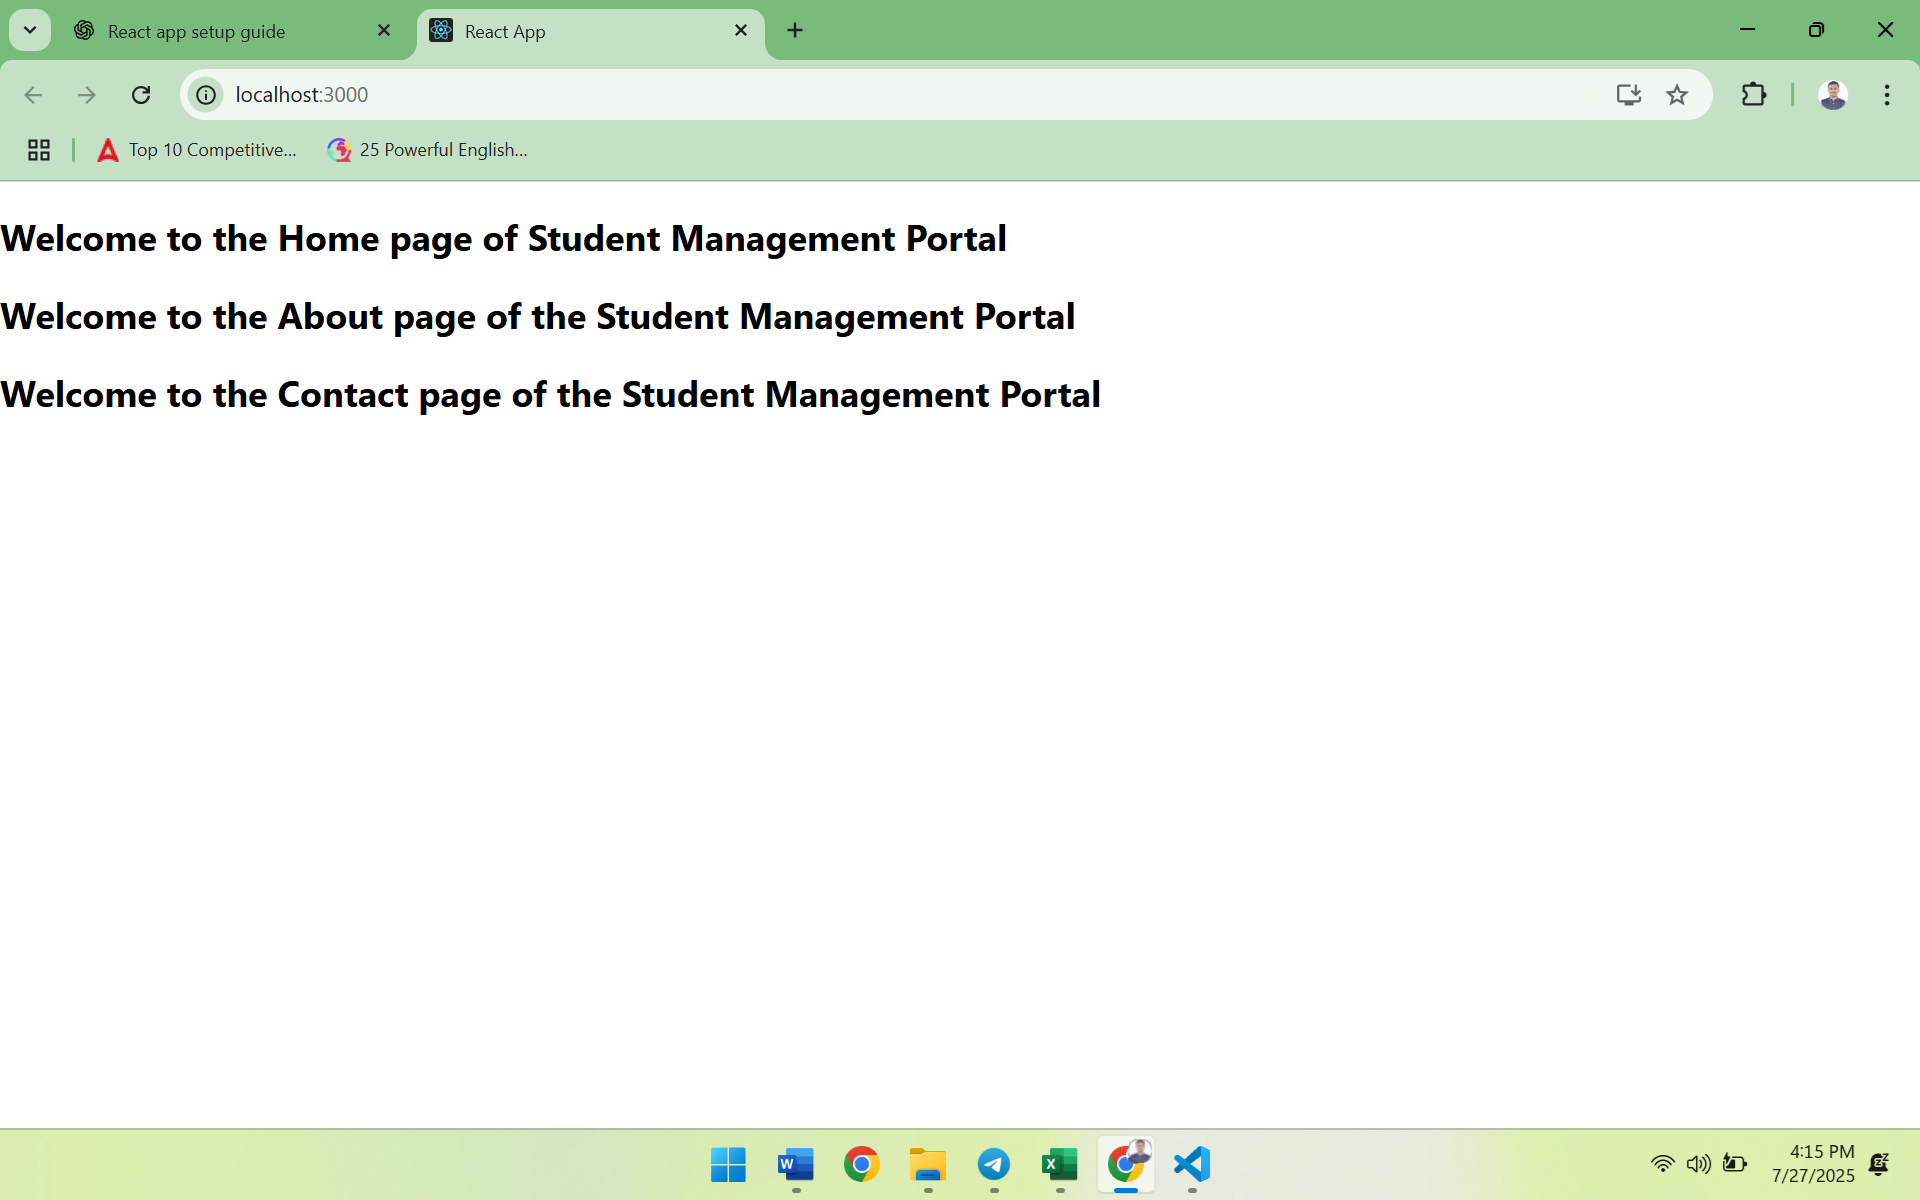 React app setup guide
React App
localhost:3000
Top 10 Competitive...
25 Powerful English...
Welcome to the Home page of Student Management Portal
Welcome to the About page of the Student Management Portal
Welcome to the Contact page of the Student Management Portal
4:15 PM
7/27/2025